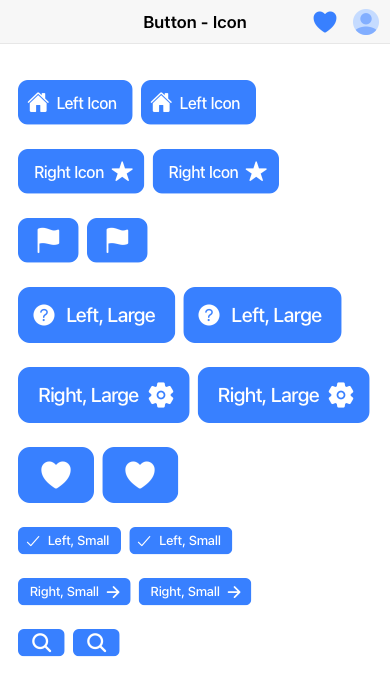 Button - Icon
Left Icon Left Icon
Right Icon Right Icon
? Left, Large ? Left, Large
Right, Large Right, Large
Left, Small Left, Small
Right, Small Right, Small